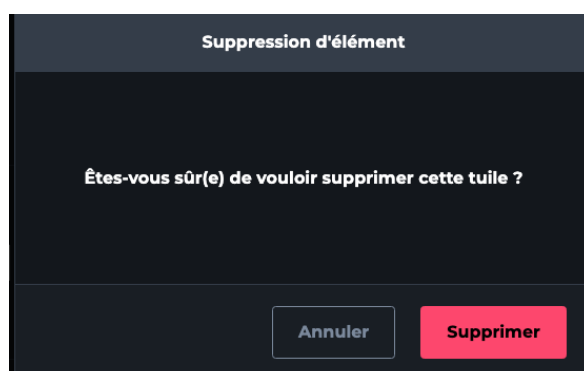 Suppression d'élément
Êtes-vous sûr(e) de vouloir supprimer cette tuile ?
Annuler
Supprimer